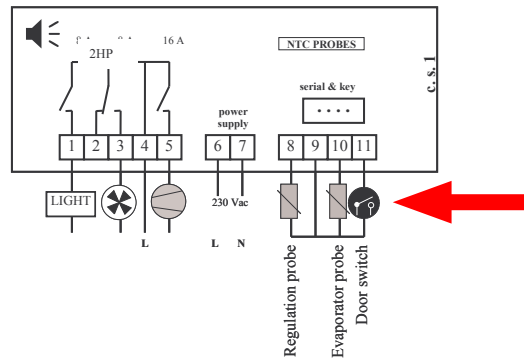 16 A
2HP
NTC PROBES
c. s. 1
serial & key
power
supply
1 2 3 4 5 6 7 8 9 10 11
LIGHT
230 Vac
L L N
Regulation probe
Evaporator probe
Door switch